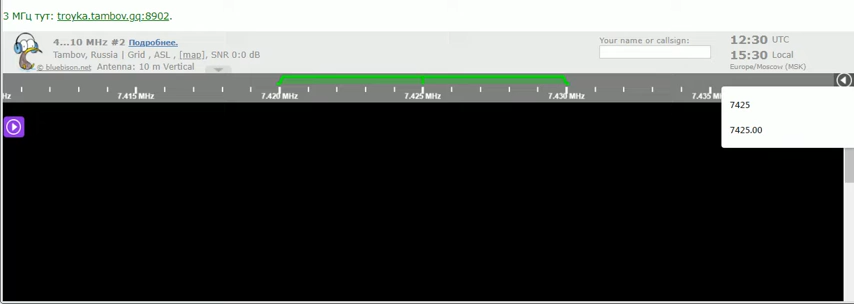 3 МГц тут: troyka.tambov.gq:8902.
4...10 MHz #2 Подробнее.
Tambov, Russia | Grid , ASL , [map], SNR 0:0 dB
© bluebison.net Antenna: 10 m Vertical
Your name or callsign:
12:30 UTC
15:30 Local
Europe/Moscow (MSK)
Hz 7.415 MHz 7.420 MHz 7.425 MHz 7.430 MHz 7.435
7425
7425.00